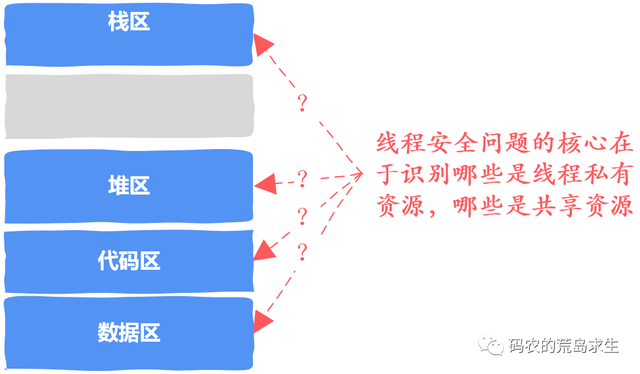 栈区
?
线程安全问题的核心在
于识别哪些是线程私有
资源，哪些是共享资源
堆区
?
?
代码区
?
数据区
码农的荒岛求生